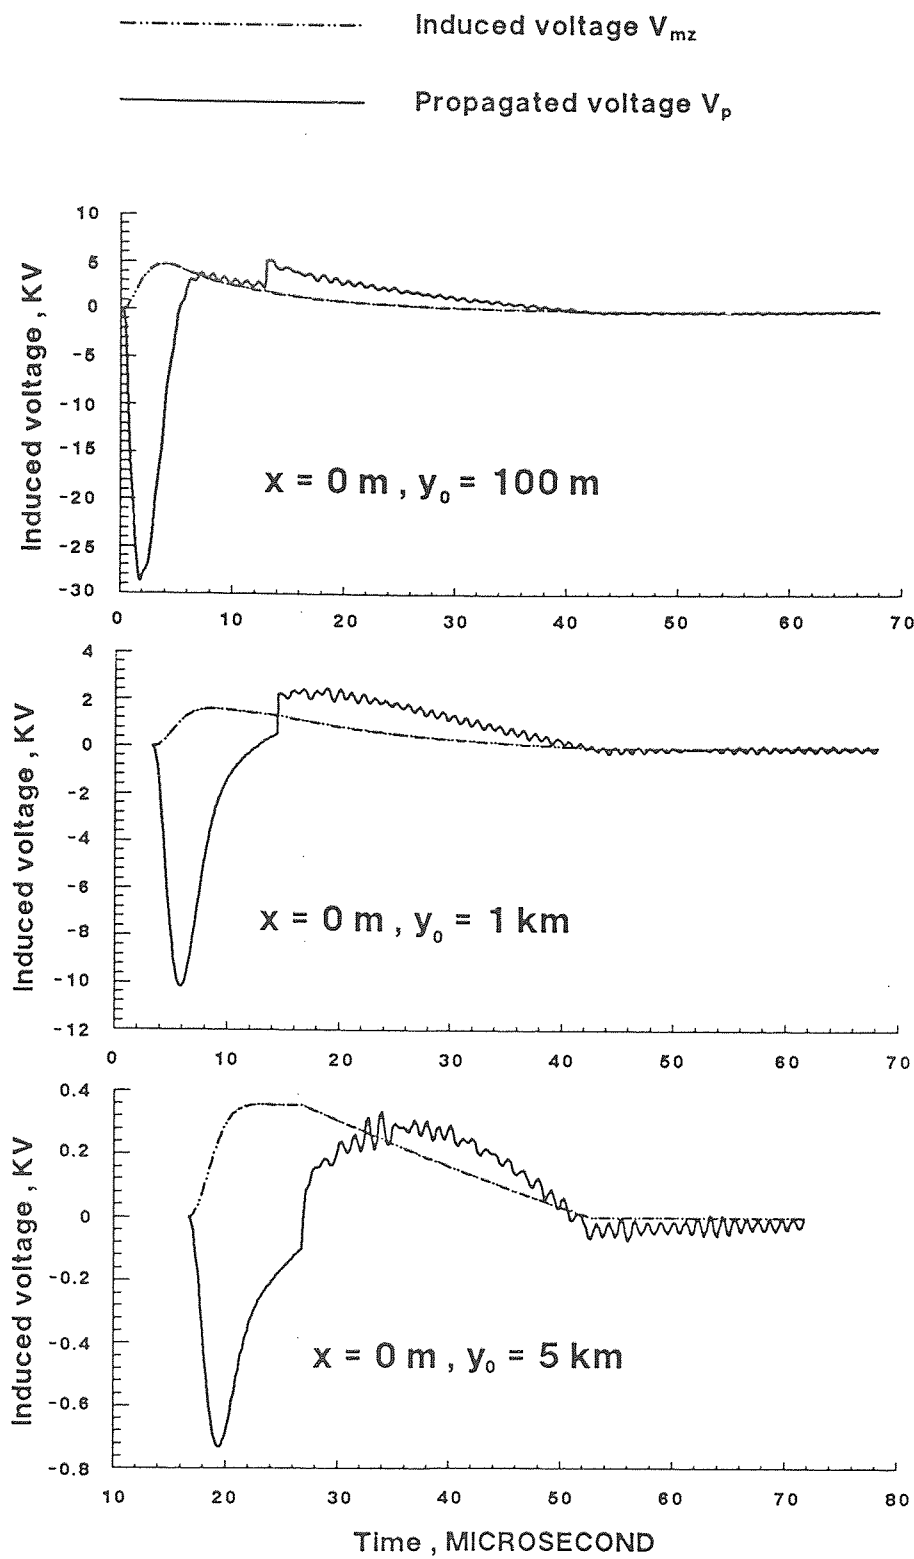 Induced voltage Vmz
Propagated voltage Vp
10
5
0
-5
-10
-15
-20
-25
-30
Induced voltage , KV
x = 0 m , y0 = 100 m
0 10 20 30 40 50 60 70
4
2
0
-2
-4
-6
-8
-10
-12
Induced voltage , KV
x = 0 m , y0 = 1 km
0 10 20 30 40 50 60 70
0.4
0.2
0
-0.2
-0.4
-0.6
-0.8
Induced voltage , KV
x = 0 m , y0 = 5 km
10 20 30 40 50 60 70 80
Time , MICROSECOND